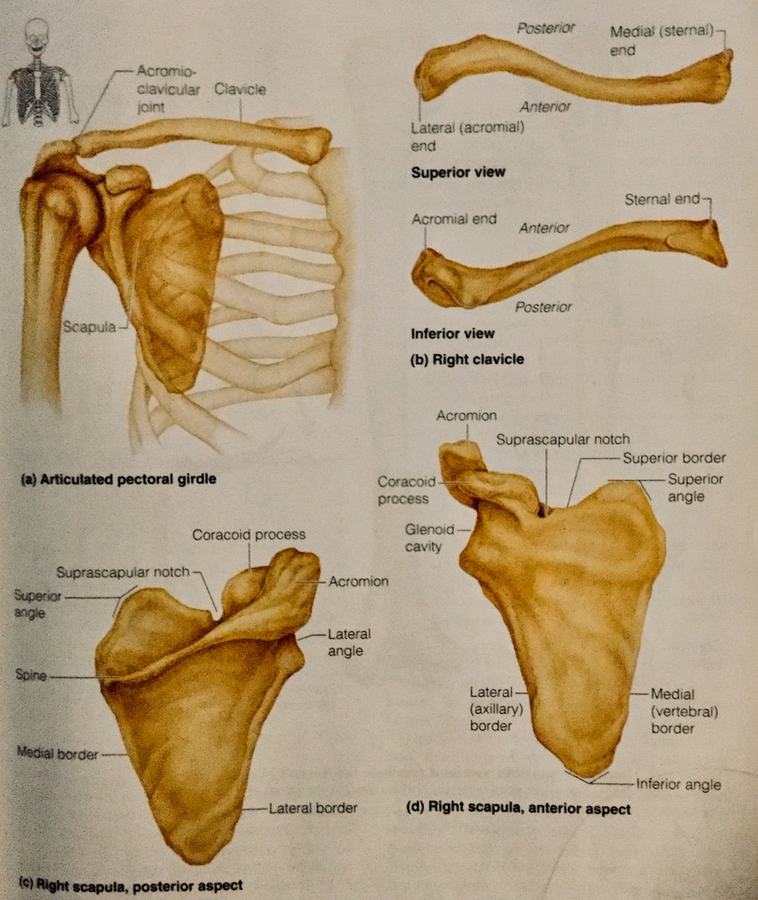 Acromio-
clavicular
joint
Clavicle
Scapula
(a) Articulated pectoral girdle
Posterior
Medial (sternal)
end
Anterior
Lateral (acromial)
end
Superior view
Sternal end
Acromial end
Anterior
Posterior
Inferior view
(b) Right clavicle
Coracoid process
Suprascapular notch
Superior
angle
Acromion
Lateral
angle
Spine
Medial border
Lateral border
(c) Right scapula, posterior aspect
Acromion
Suprascapular notch
Superior border
Coracoid
process
Superior
angle
Glenoid
cavity
Lateral
(axillary)
border
Medial
(vertebral)
border
Inferior angle
(d) Right scapula, anterior aspect